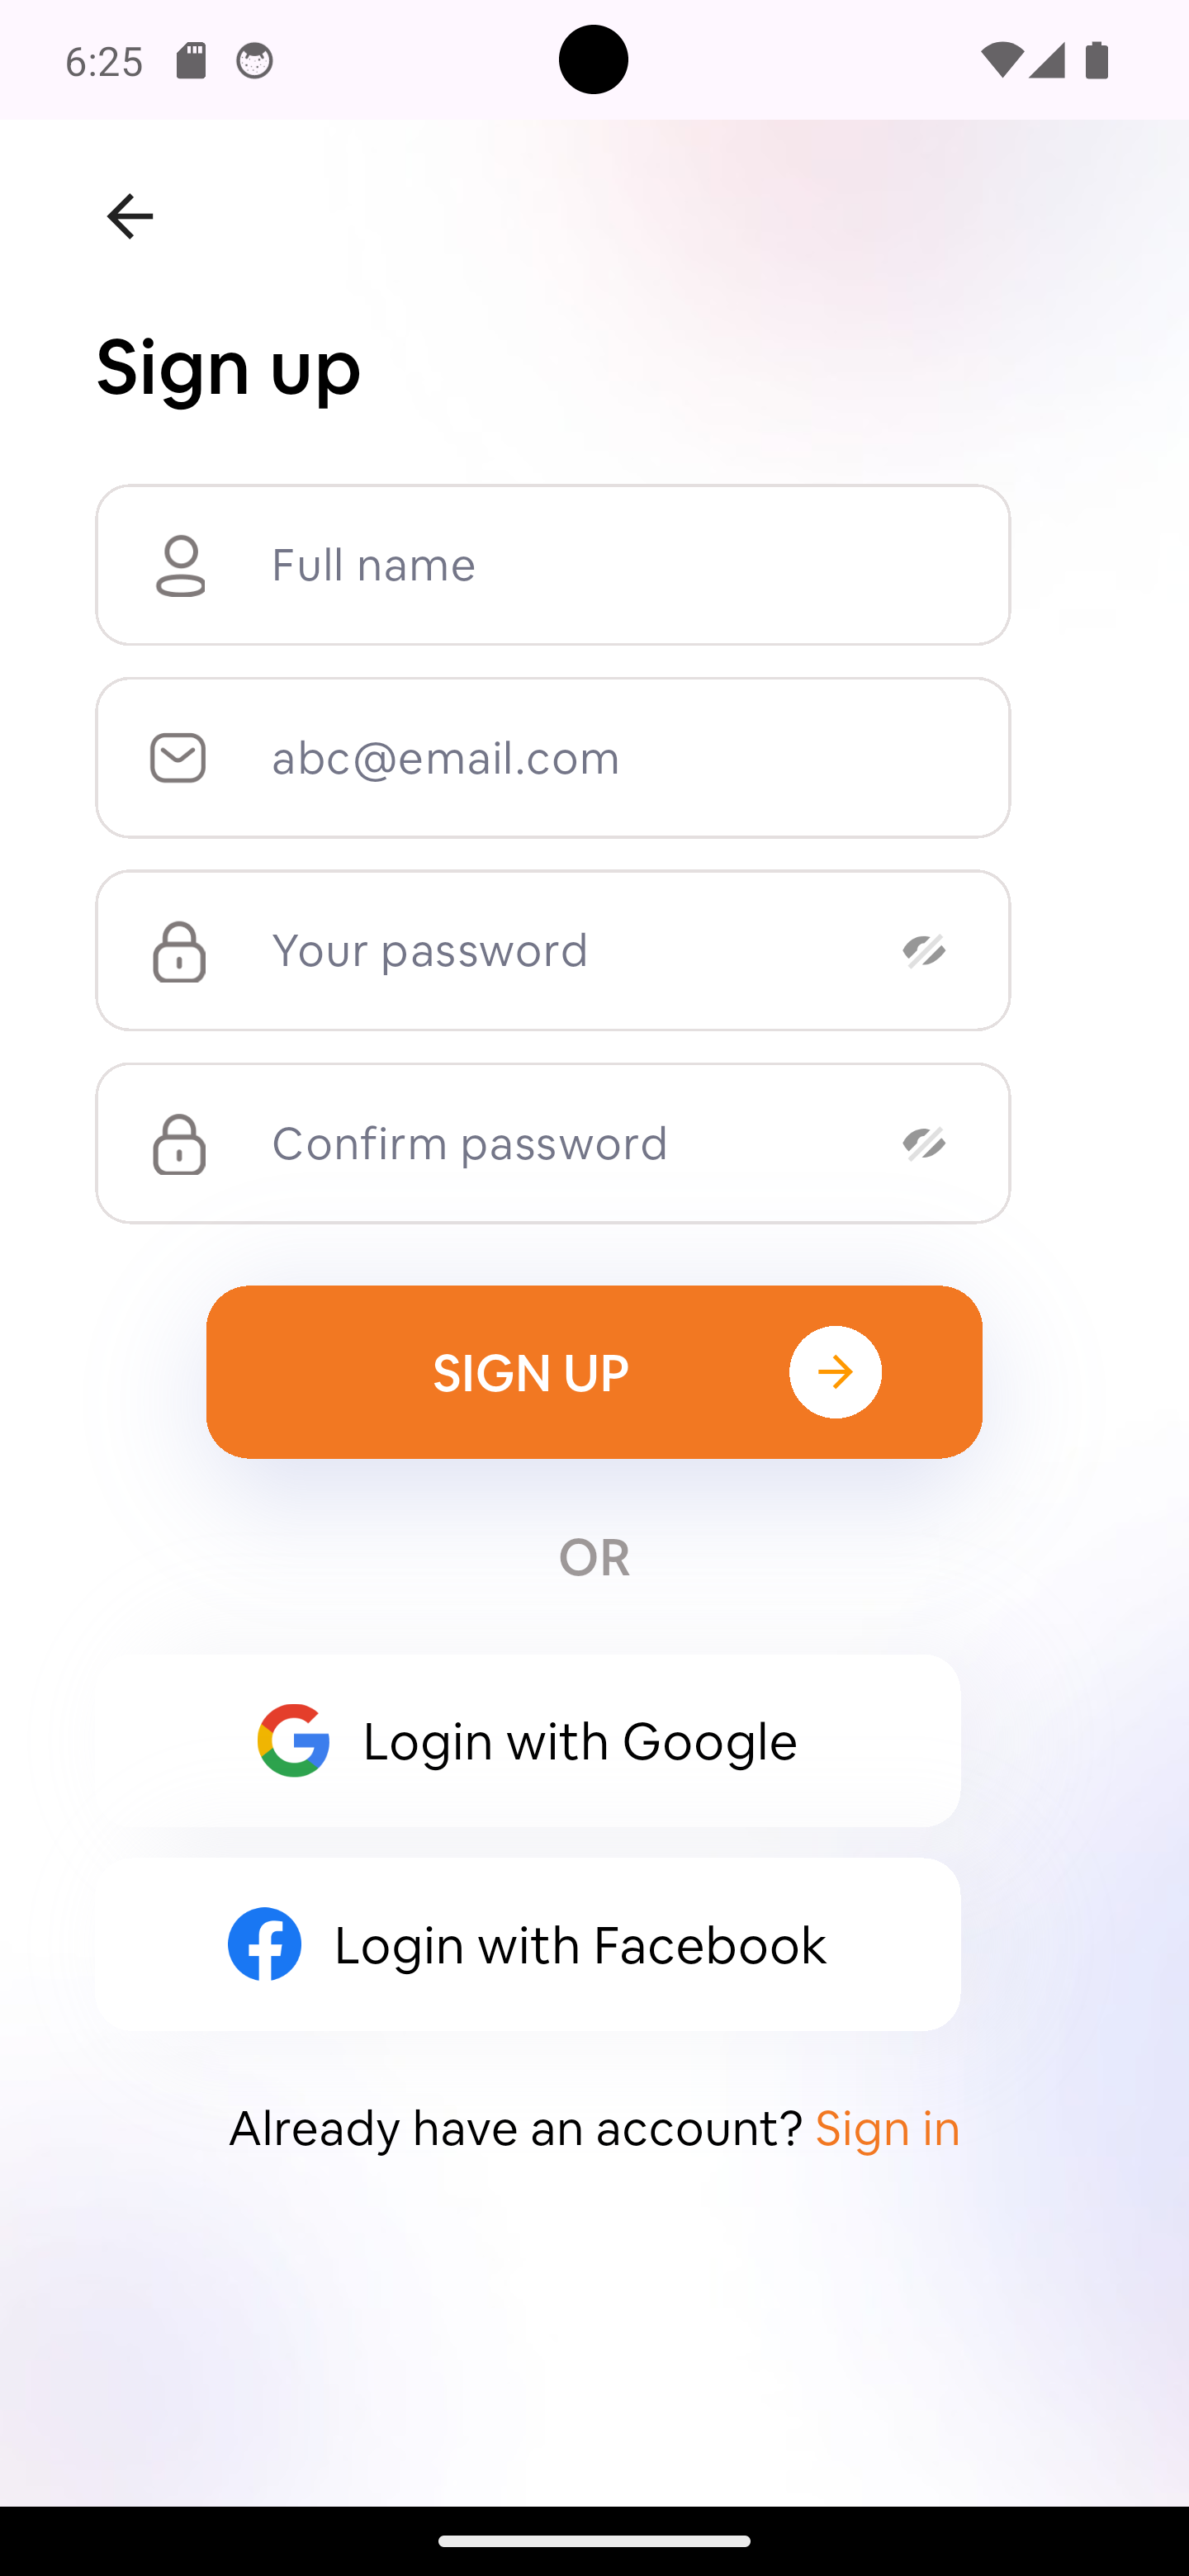 6:25
Sign up
Full name
abc@email.com
Your password
Confirm password
SIGN UP
OR
Login with Google
Login with Facebook
Already have an account? Sign in